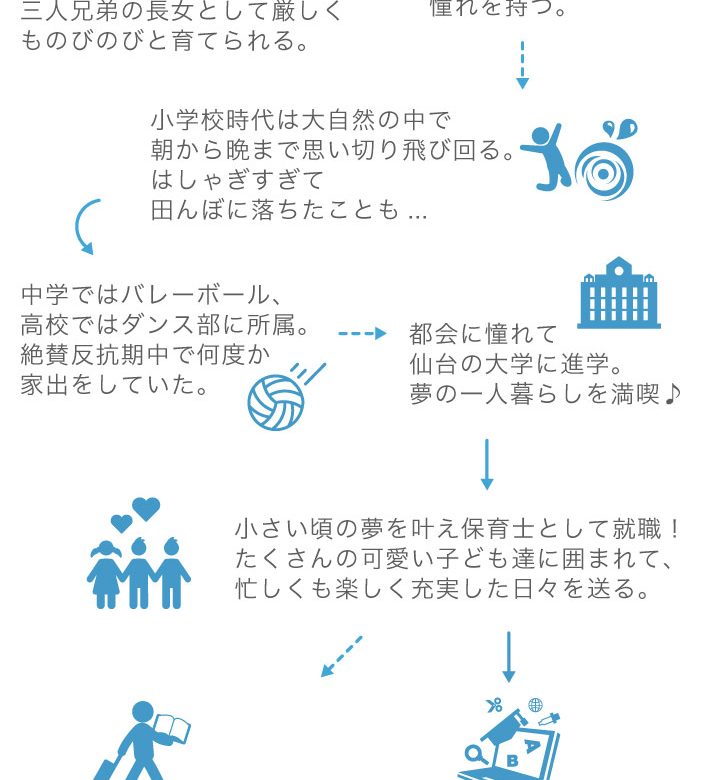 三人兄弟の長女として厳しく
ものびのびと育てられる。
憧れを持つ。
小学校時代は大自然の中で
朝から晩まで思い切り飛び回る。
はしゃぎすぎて
田んぼに落ちたことも ...
中学ではバレーボール、
高校ではダンス部に所属。
絶賛反抗期中で何度か
家出をしていた。
都会に憧れて
仙台の大学に進学。
夢の一人暮らしを満喫♪
小さい頃の夢を叶え保育士として就職！
たくさんの可愛い子ども達に囲まれて、
忙しくも楽しく充実した日々を送る。
A
B